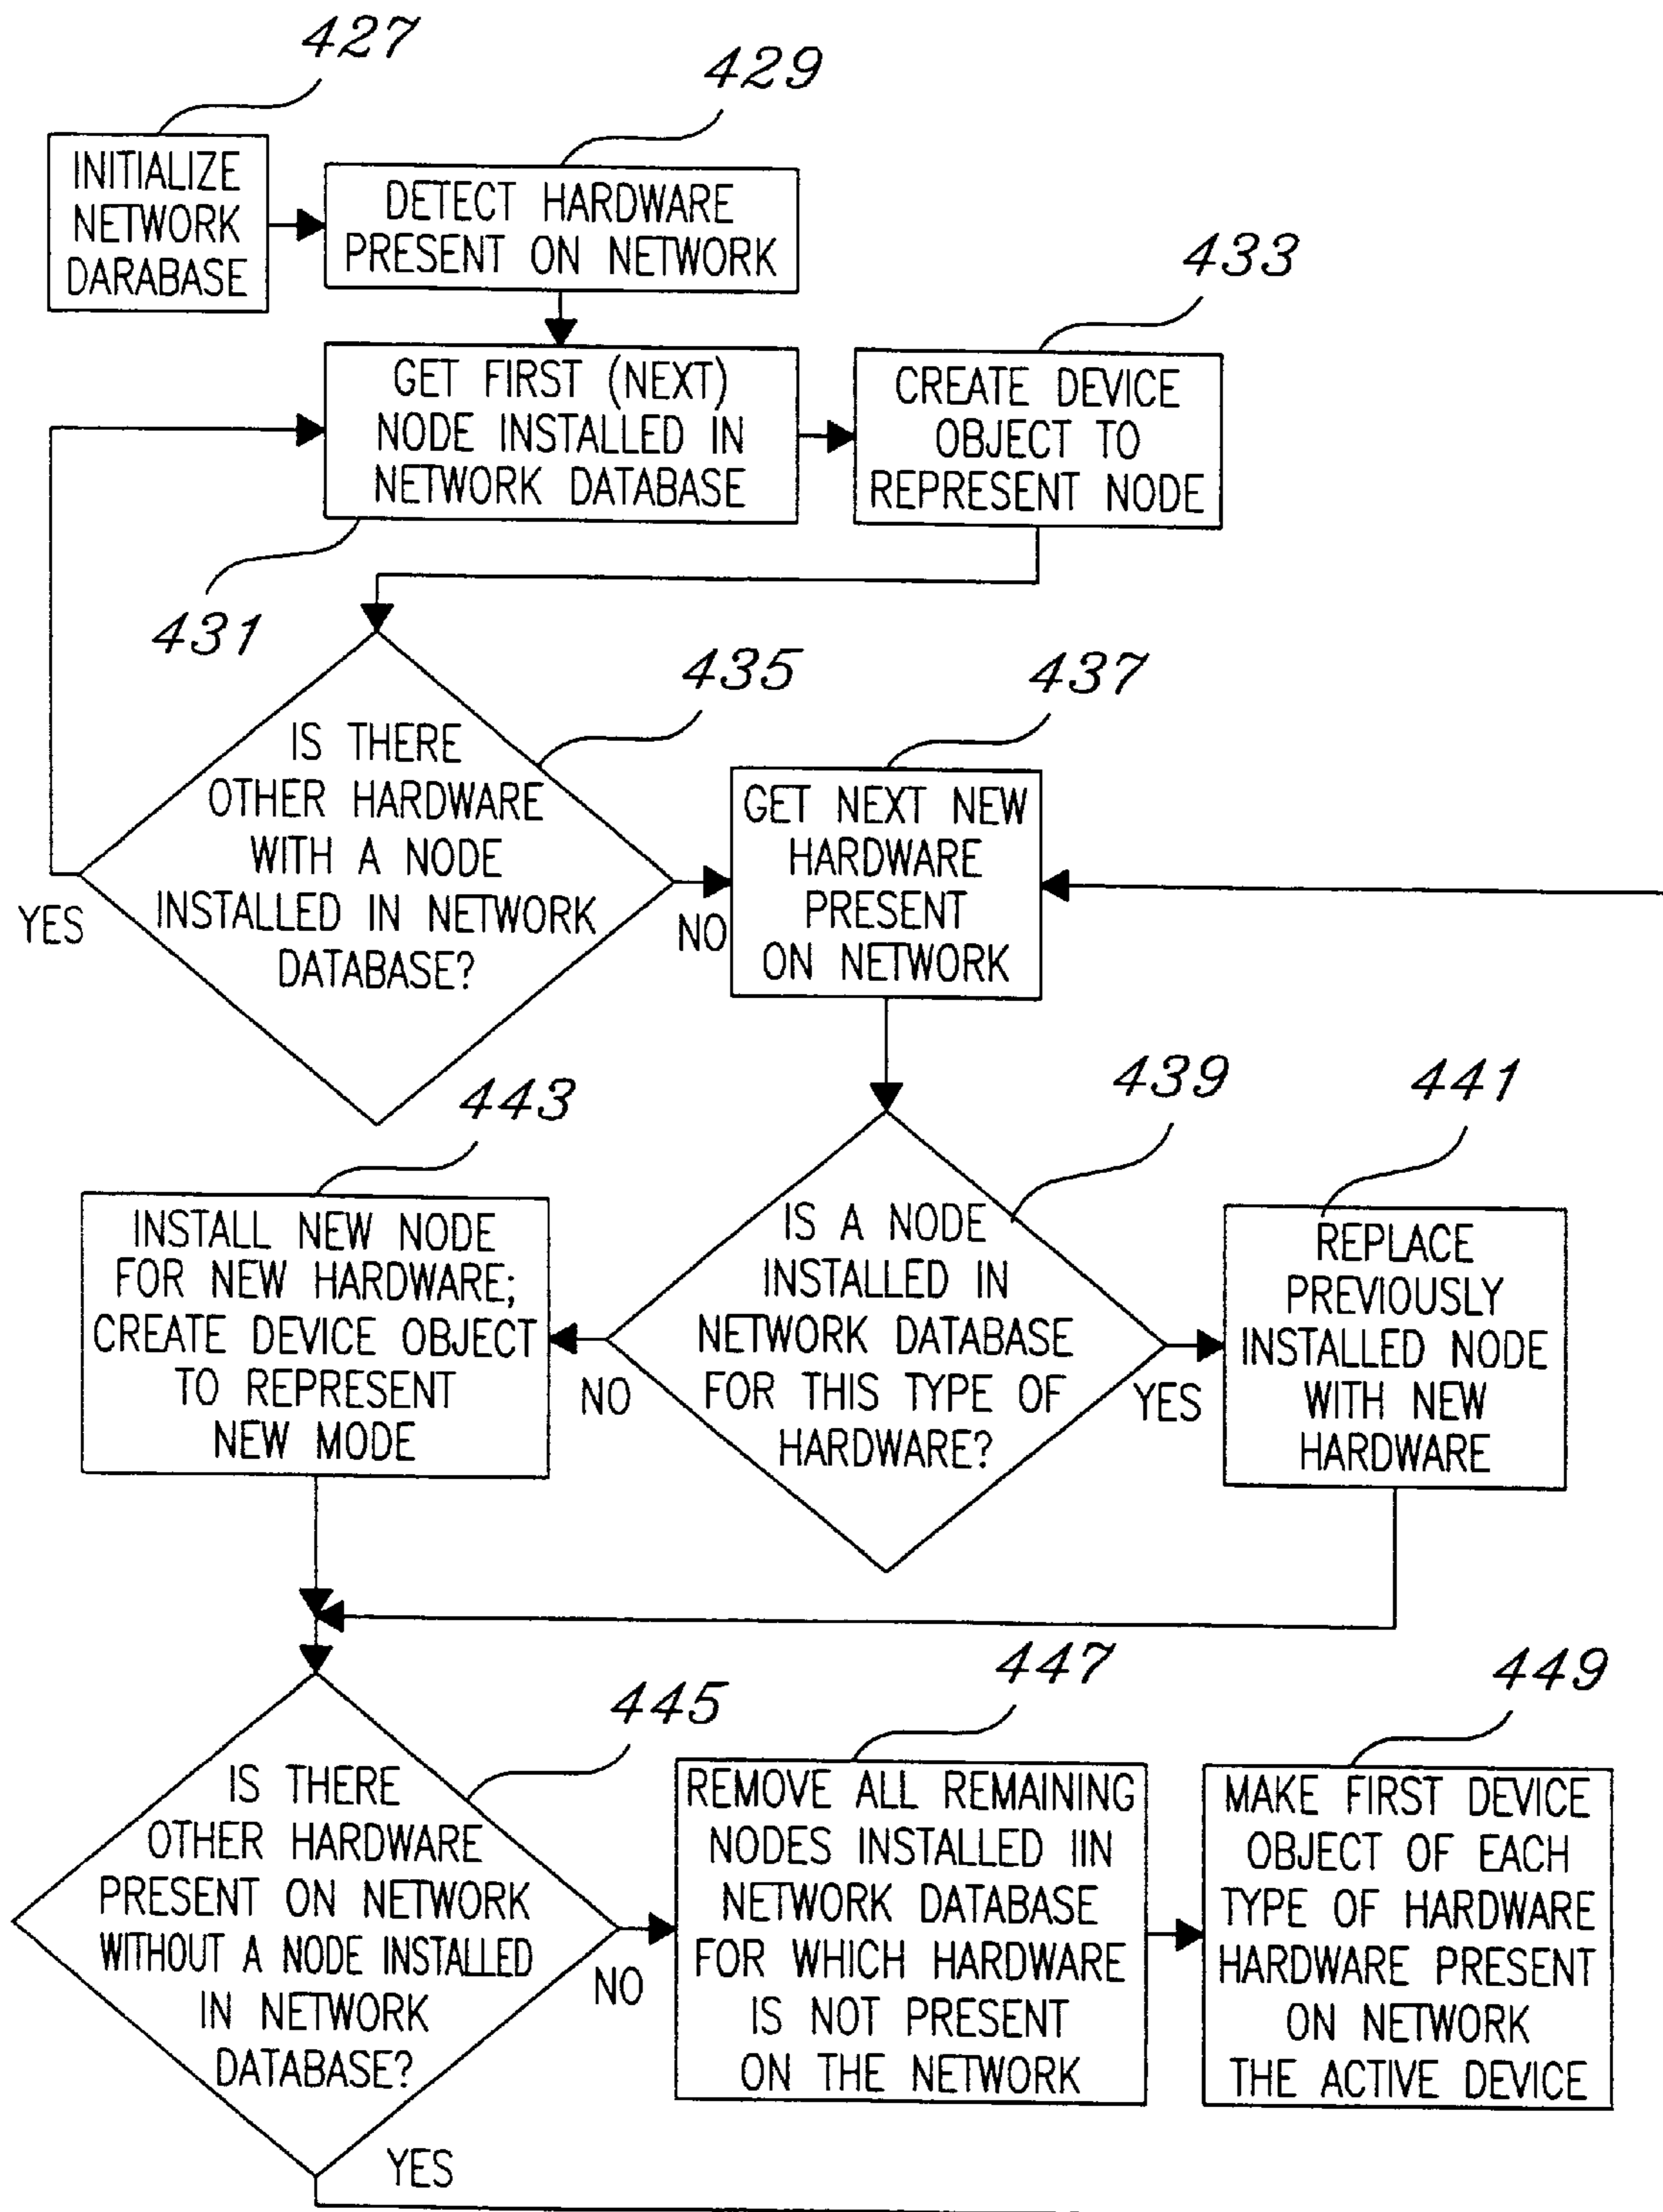 427
429
INITIALIZE
NETWORK
DARABASE
DETECT HARDWARE
PRESENT ON NETWORK
433
GET FIRST (NEXT)
NODE INSTALLED IN
NETWORK DATABASE
CREATE DEVICE
OBJECT TO
REPRESENT NODE
431
435
437
IS THERE
OTHER HARDWARE
WITH A NODE
INSTALLED IN NETWORK
DATABASE?
YES
NO
GET NEXT NEW
HARDWARE
PRESENT
ON NETWORK
443
439
441
INSTALL NEW NODE
FOR NEW HARDWARE;
CREATE DEVICE OBJECT
TO REPRESENT
NEW MODE
NO
IS A NODE
INSTALLED IN
NETWORK DATABASE
FOR THIS TYPE OF
HARDWARE?
YES
REPLACE
PREVIOUSLY
INSTALLED NODE
WITH NEW
HARDWARE
445
447
449
IS THERE
OTHER HARDWARE
PRESENT ON NETWORK
WITHOUT A NODE INSTALLED
IN NETWORK
DATABASE?
NO
YES
REMOVE ALL REMAINING
NODES INSTALLED IIN
NETWORK DATABASE
FOR WHICH HARDWARE
IS NOT PRESENT
ON THE NETWORK
MAKE FIRST DEVICE
OBJECT OF EACH
TYPE OF HARDWARE
HARDWARE PRESENT
ON NETWORK
THE ACTIVE DEVICE